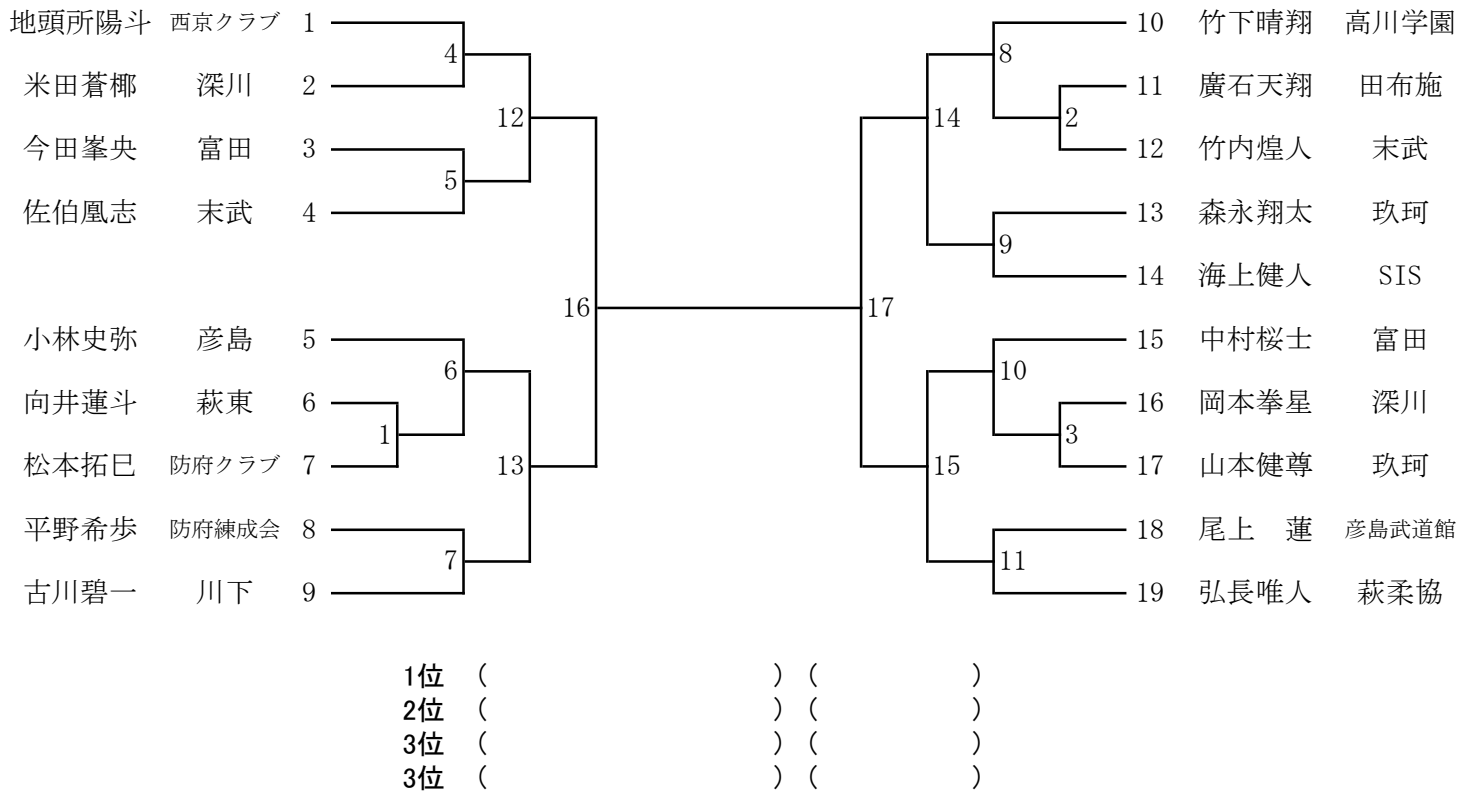 地頭所陽斗 西京クラブ 1
4
米田蒼椰 深川 2
12
今田峯央 富田 3
5
佐伯凰志 末武 4
16
小林史弥 彦島 5
6
向井蓮斗 萩東 6
1
松本拓巳 防府クラブ 7
13
平野希歩 防府練成会 8
7
古川碧一 川下 9
10 竹下晴翔 高川学園
8
11 廣石天翔 田布施
14
2
12 竹内煌人 末武
13 森永翔太 玖珂
9
14 海上健人 SIS
17
15 中村桜士 富田
10
16 岡本拳星 深川
3
17 山本健尊 玖珂
15
18 尾上 蓮 彦島武道館
11
19 弘長唯人 萩柔協
1位 ( ) ( )
2位 ( ) ( )
3位 ( ) ( )
3位 ( ) ( )